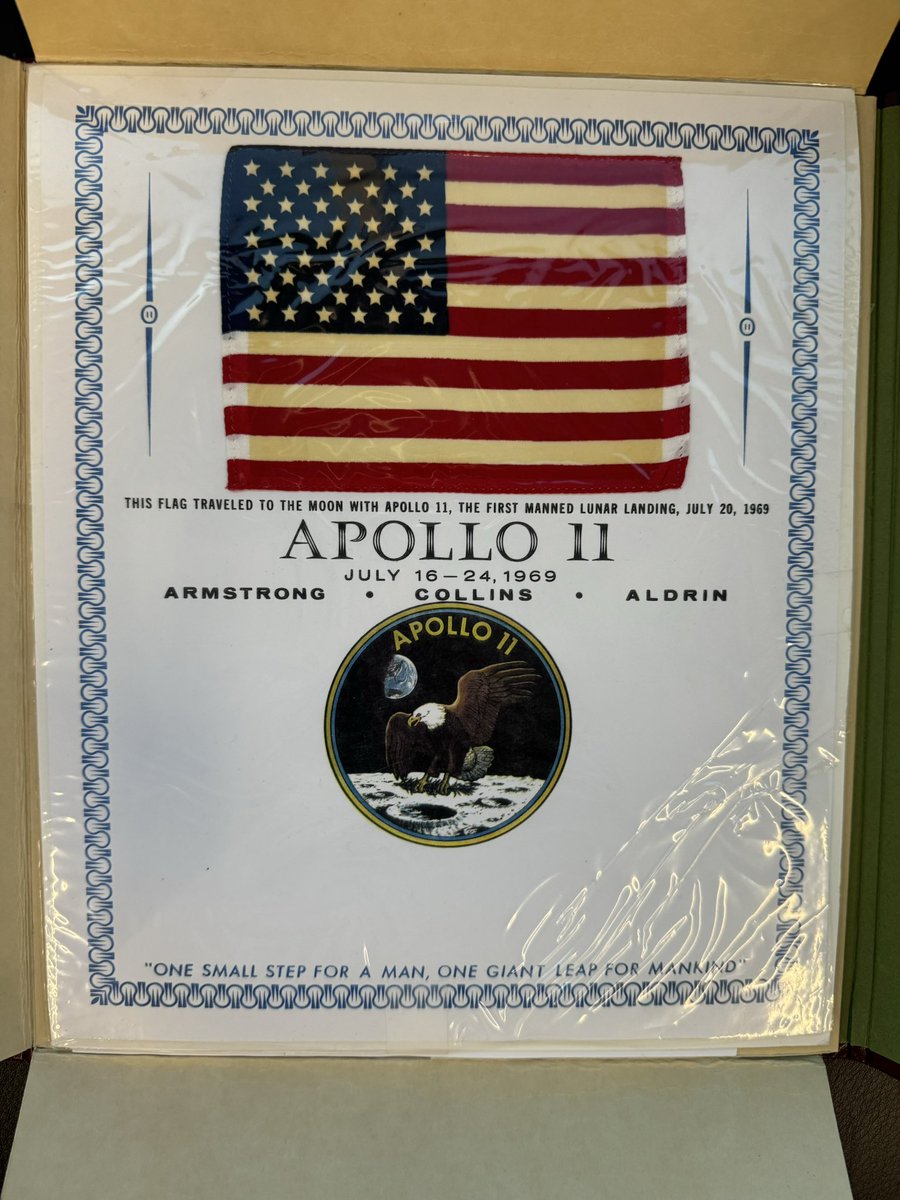 11
11
THIS FLAG TRAVELED TO THE MOON WITH APOLLO 11, THE FIRST MANNED LUNAR LANDING, JULY 20, 1969
APOLLO 11
JULY 16–24, 1969
ARMSTRONG • COLLINS • ALDRIN
APOLLO 11
"ONE SMALL STEP FOR A MAN, ONE GIANT LEAP FOR MANKIND"